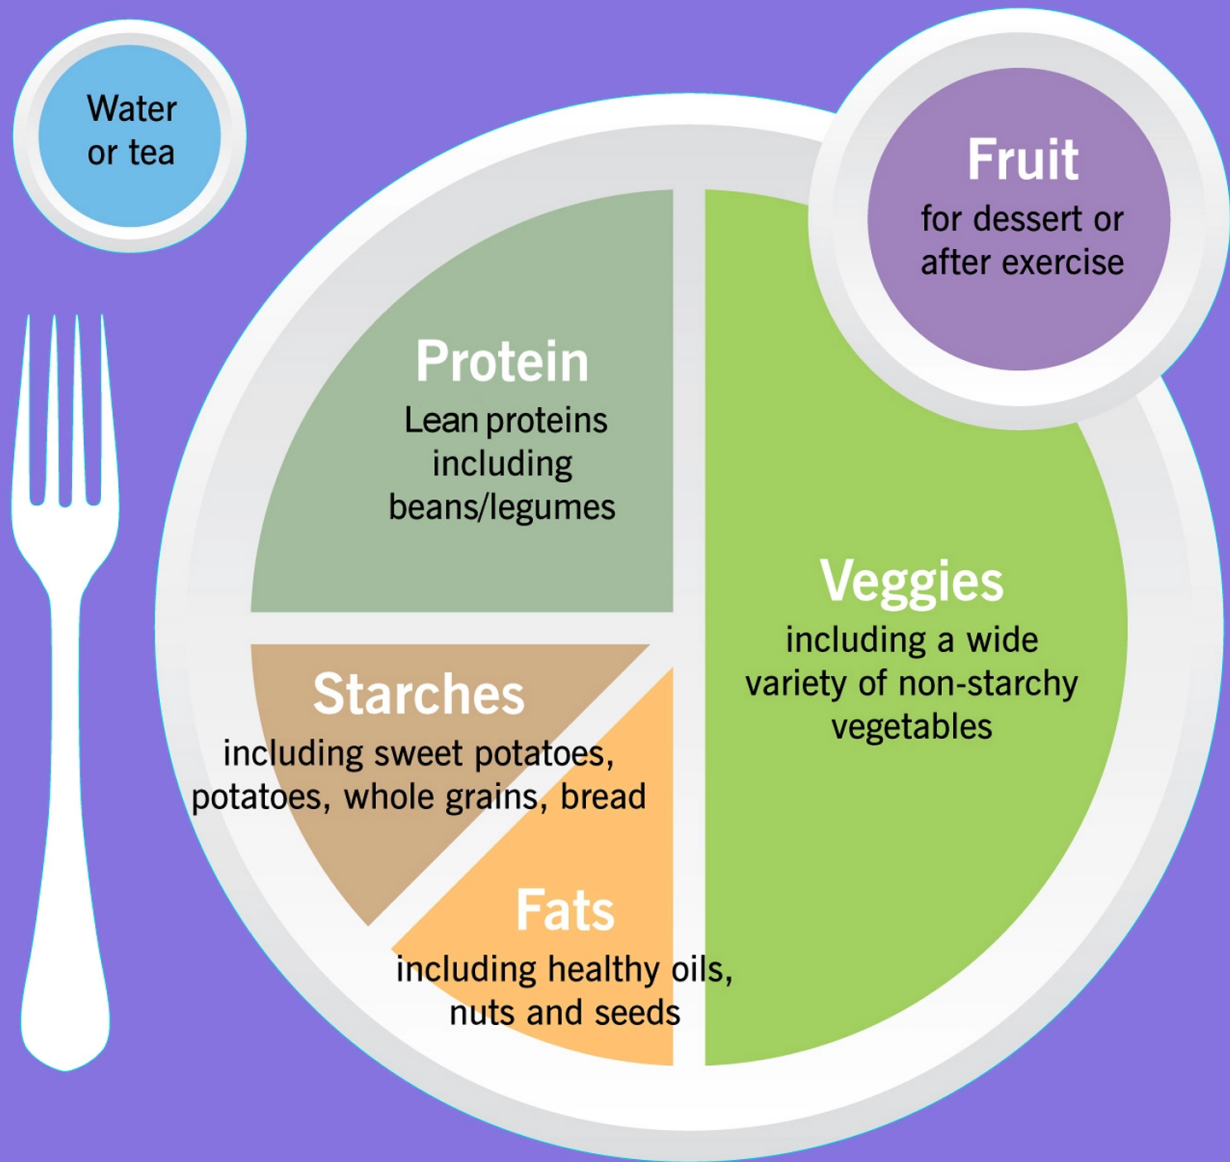 Water
or tea
Fruit
for dessert or
after exercise
Protein
Lean proteins
including
beans/legumes
Veggies
including a wide
variety of non-starchy
vegetables
Starches
including sweet potatoes,
potatoes, whole grains, bread
Fats
including healthy oils,
nuts and seeds